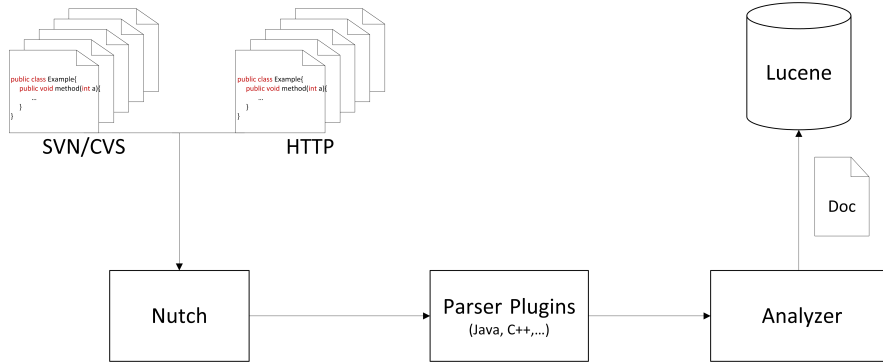 public class Example{
public void method(int a){
...
}
}
SVN/CVS
public class Example{
public void method(int a){
...
}
}
HTTP
Lucene
Doc
Nutch
Parser Plugins
(Java, C++,...)
Analyzer